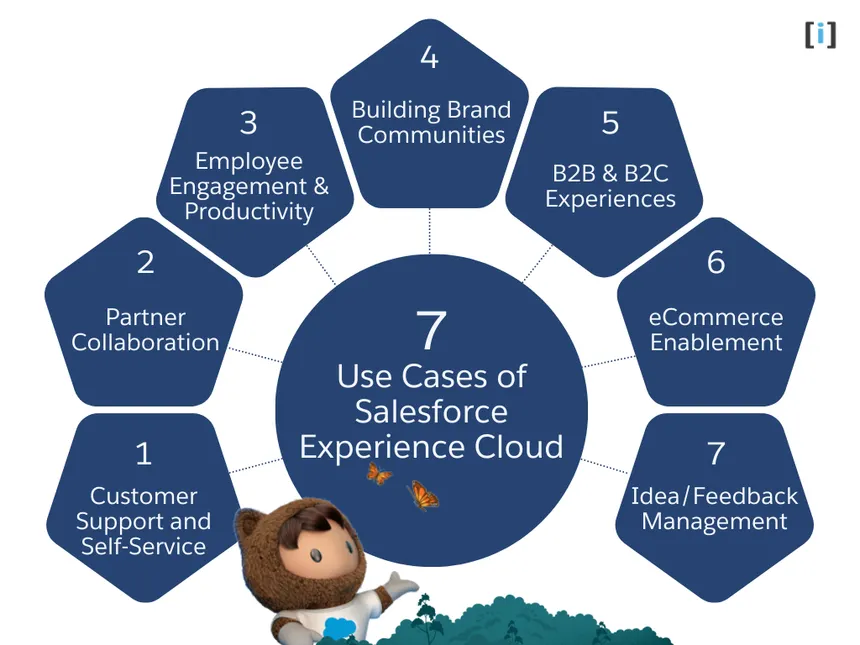 [i]
4
Building Brand
Communities
3
Employee
Engagement &
Productivity
5
B2B & B2C
Experiences
2
Partner
Collaboration
6
eCommerce
Enablement
7
Use Cases of
Salesforce
Experience Cloud
1
Customer
Support and
Self-Service
7
Idea/Feedback
Management